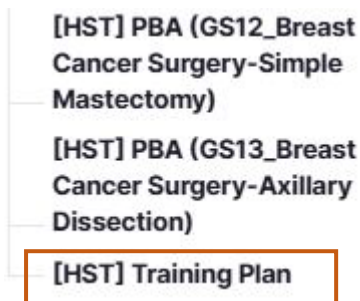 [HST] PBA (GS12_Breast
Cancer Surgery-Simple
Mastectomy)
[HST] PBA (GS13_Breast
Cancer Surgery-Axillary
Dissection)
[HST] Training Plan